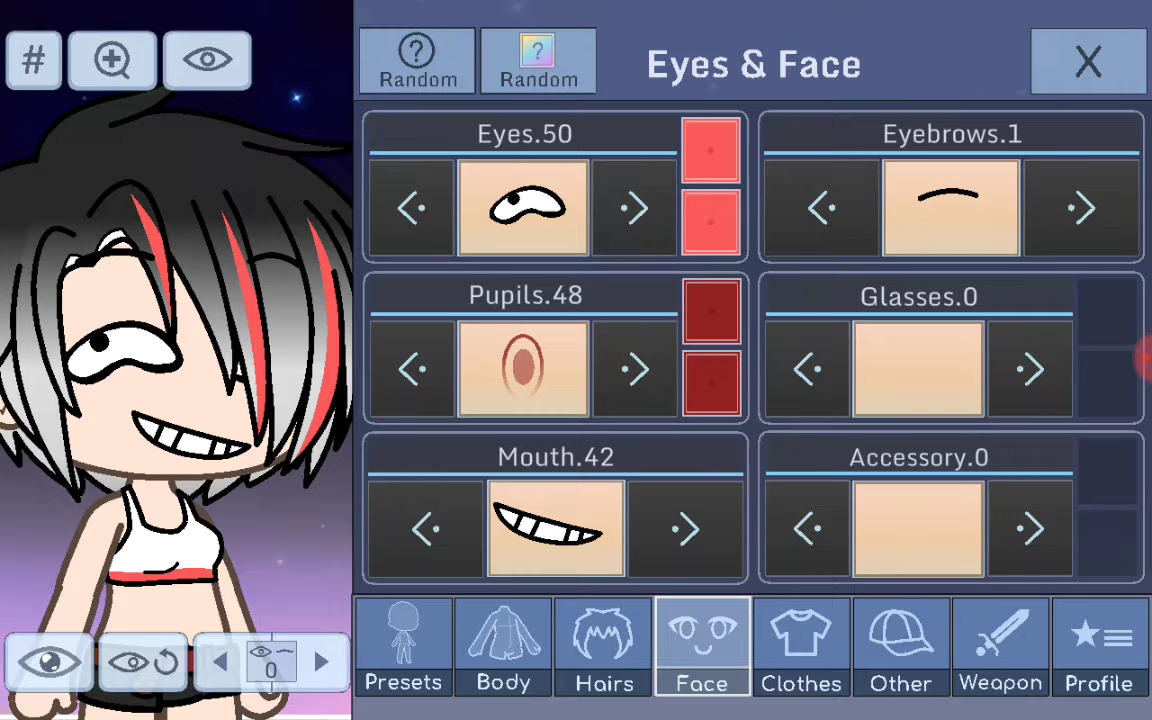 #
?
Random
?
Random
Eyes & Face
X
Eyes.50
Eyebrows.1
Pupils.48
Glasses.0
Mouth.42
Accessory.0
0
Presets
Body
Hairs
Face
Clothes
Other
Weapon
Profile